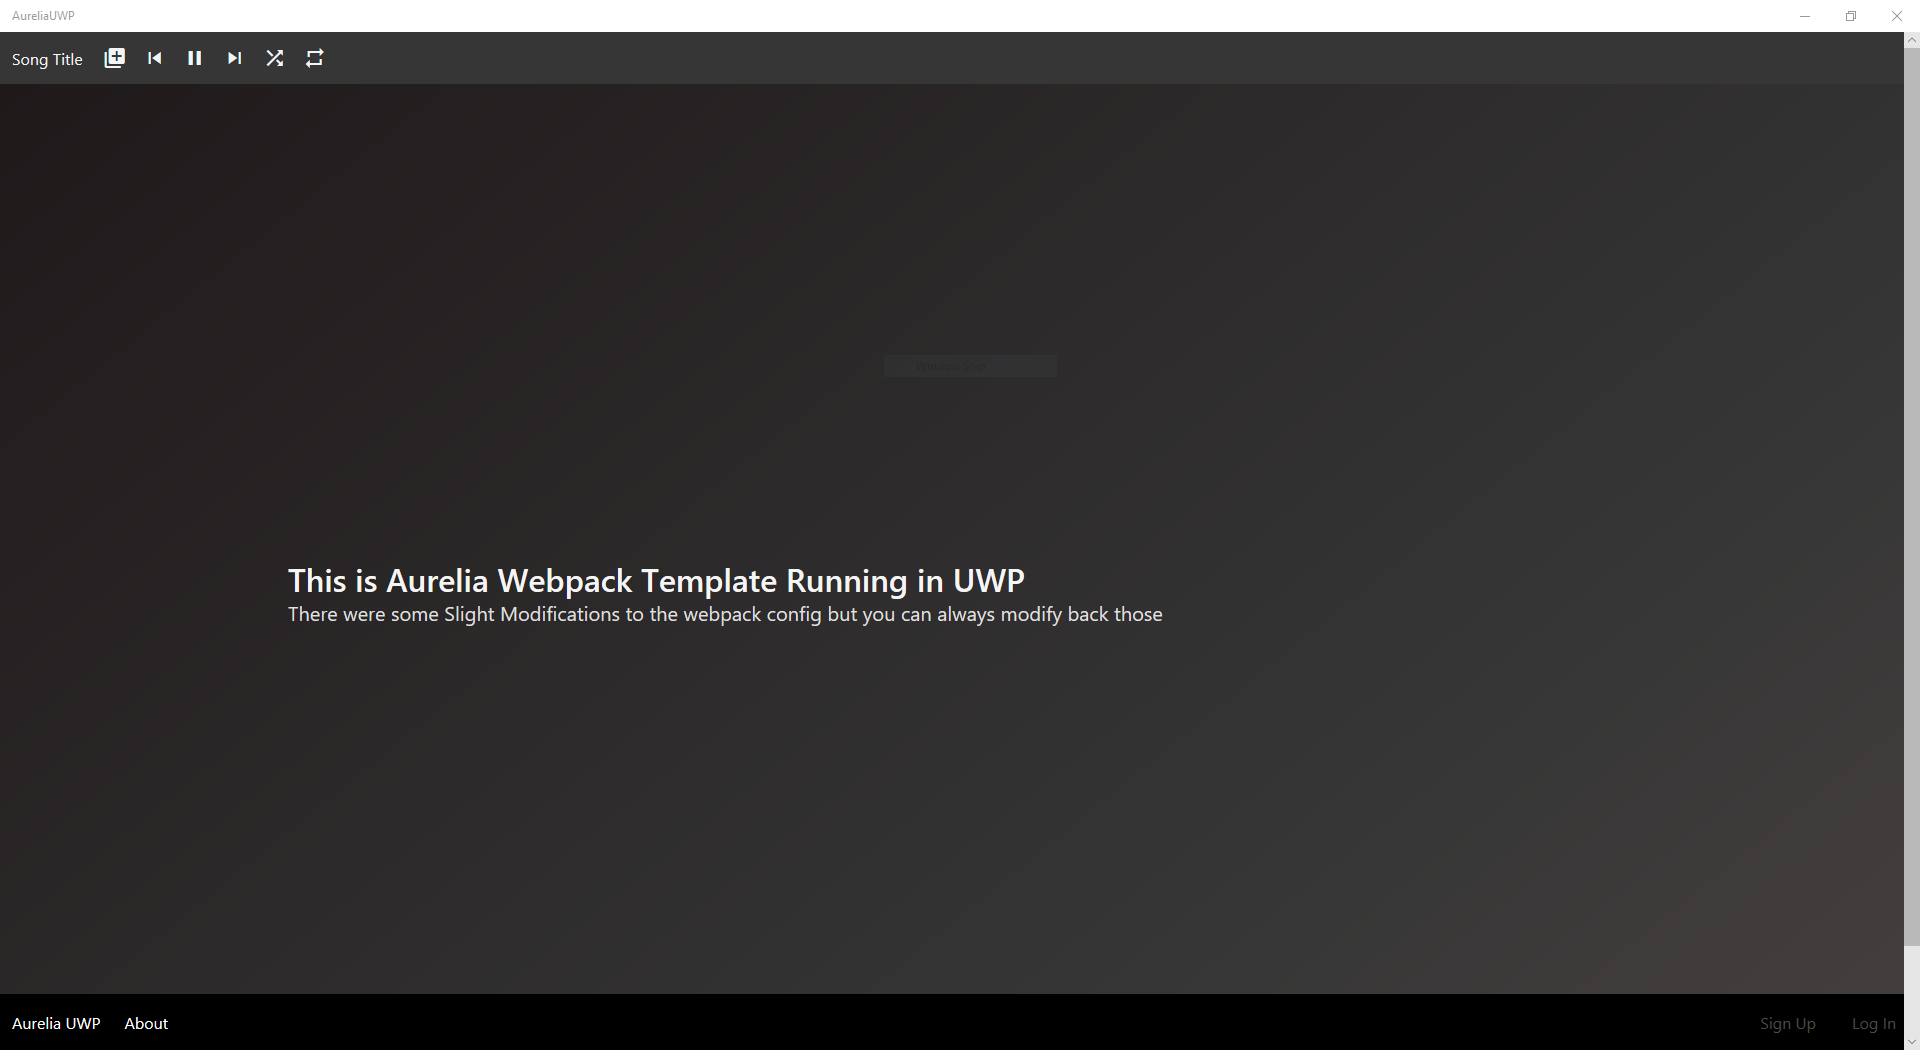 AureliaUWP
Song Title
This is Aurelia Webpack Template Running in UWP
There were some Slight Modifications to the webpack config but you can always modify back those
Aurelia UWP About Sign Up Log In